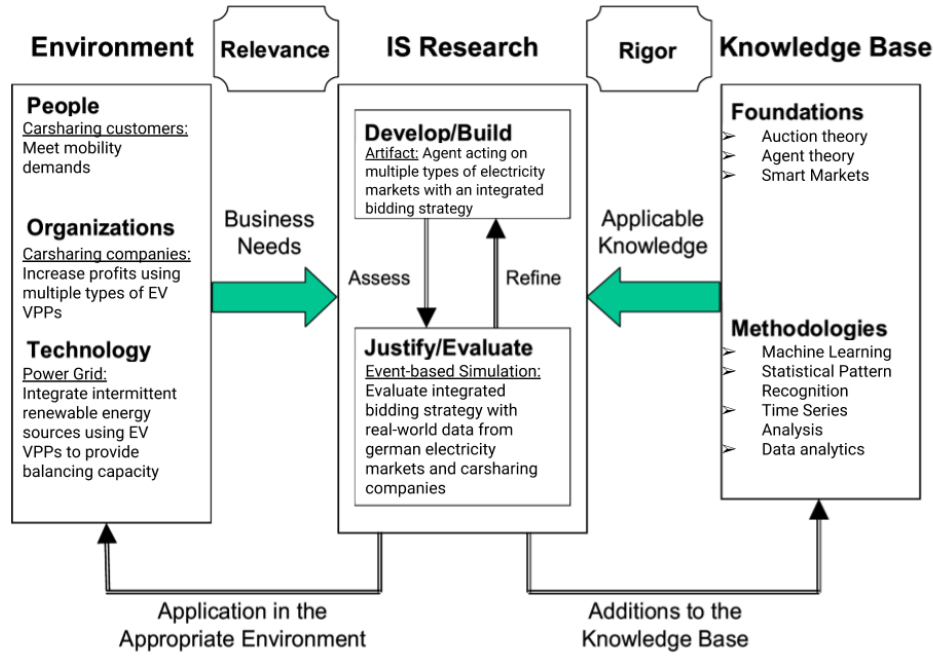 Environment
Relevance
IS Research
Rigor
Knowledge Base
People
Carsharing customers:
Meet mobility
demands
Organizations
Carsharing companies:
Increase profits using
multiple types of EV
VPPs
Technology
Power Grid:
Integrate intermittent
renewable energy
sources using EV
VPPs to provide
balancing capacity
Business
Needs
Develop/Build
Artifact: Agent acting on
multiple types of electricity
markets with an integrated
bidding strategy
Assess
Refine
Justify/Evaluate
Event-based Simulation:
Evaluate integrated
bidding strategy with
real-world data from
german electricity
markets and carsharing
companies
Applicable
Knowledge
Foundations
➢ Auction theory
➢ Agent theory
➢ Smart Markets
Methodologies
➢ Machine Learning
➢ Statistical Pattern
Recognition
➢ Time Series
Analysis
➢ Data analytics
Application in the
Appropriate Environment
Additions to the
Knowledge Base